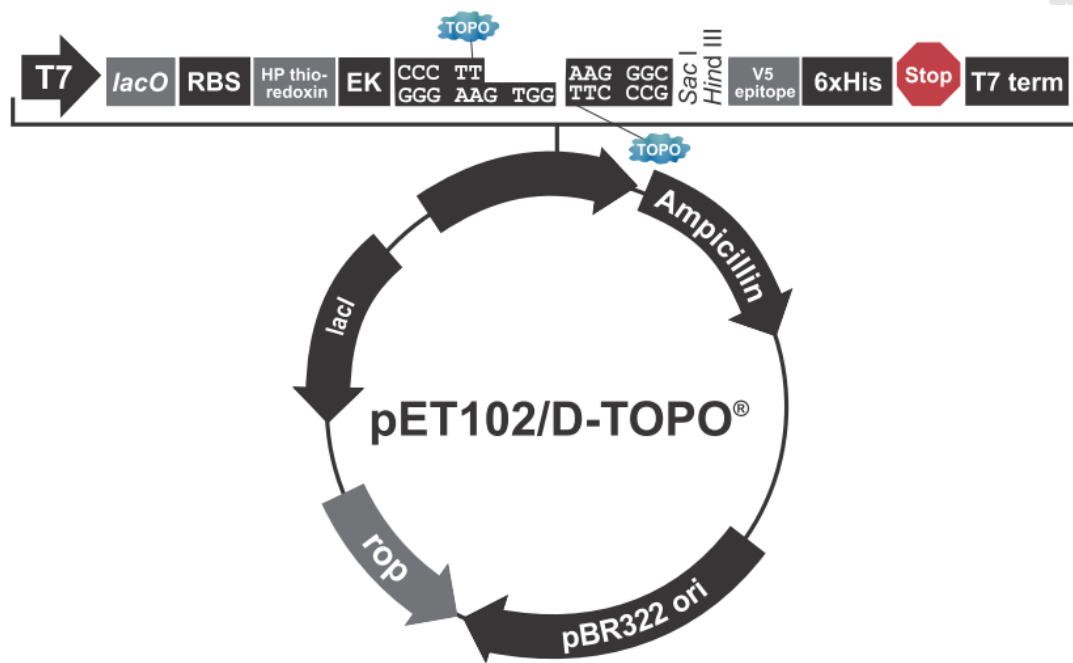 TOPO
T7
lacO
RBS
HP thio-
redoxin
EK
CCC TT
GGG AAG TGG
AAG GGC
TTC CCG
Sac I
Hind III
V5
epitope
6xHis
Stop
T7 term
TOPO
Ampicillin
lacI
pET102/D-TOPO®
rop
pBR322 ori